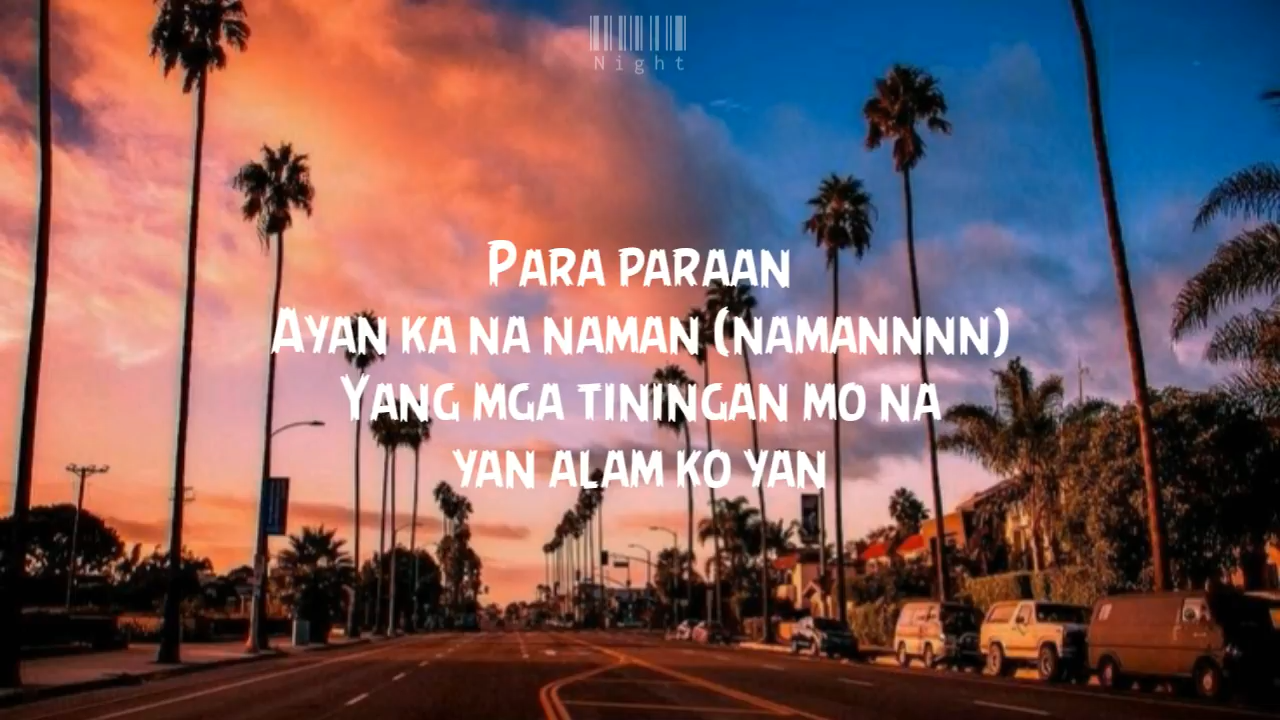 Night
Para paraan
Ayan ka na naman (namannnn)
Yang mga tiningan mo na
yan alam ko yan